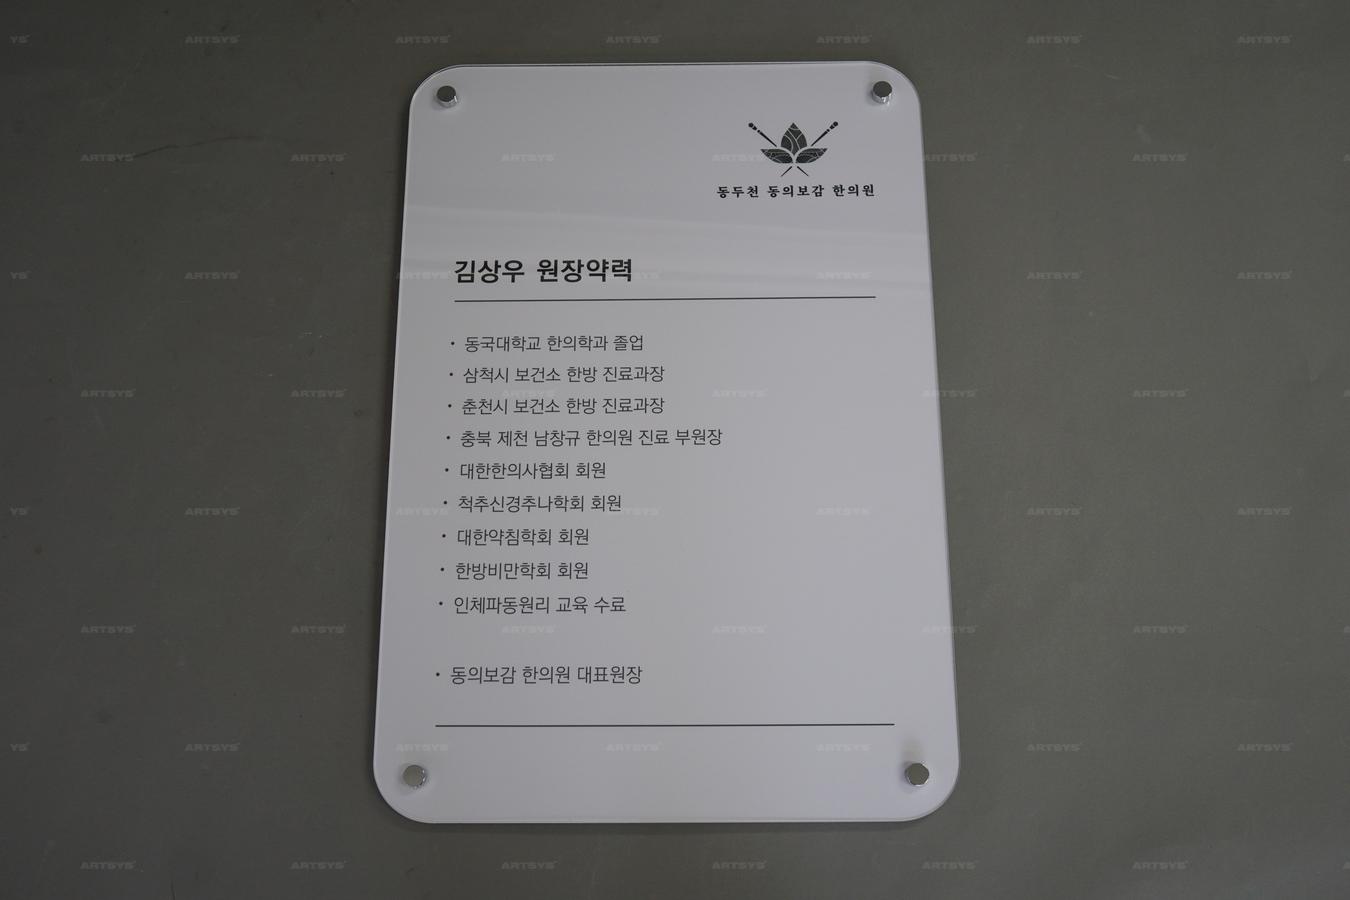 동두천 동의보감 한의원
김상우 원장약력
• 동국대학교 한의학과 졸업
• 삼척시 보건소 한방 진료과장
• 춘천시 보건소 한방 진료과장
• 충북 제천 남창규 한의원 진료 부원장
• 대한한의사협회 회원
• 척추신경추나학회 회원
• 대한약침학회 회원
• 한방비만학회 회원
• 인체파동원리 교육 수료
• 동의보감 한의원 대표원장
ARTSYS